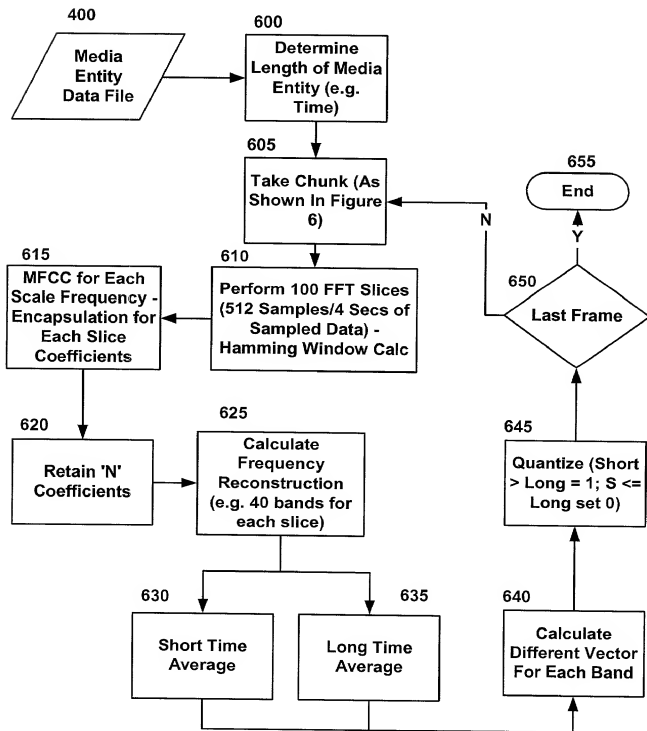 400
Media
Entity
Data File
600
Determine
Length of Media
Entity (e.g.
Time)
605
Take Chunk (As
Shown In Figure
6)
610
Perform 100 FFT Slices
(512 Samples/4 Secs of
Sampled Data) -
Hamming Window Calc
615
MFCC for Each
Scale Frequency -
Encapsulation for
Each Slice
Coefficients
620
Retain 'N'
Coefficients
625
Calculate
Frequency
Reconstruction
(e.g. 40 bands for
each slice)
630
Short Time
Average
635
Long Time
Average
640
Calculate
Different Vector
For Each Band
645
Quantize (Short
> Long = 1; S <=
Long set 0)
650
Last Frame
N
Y
655
End